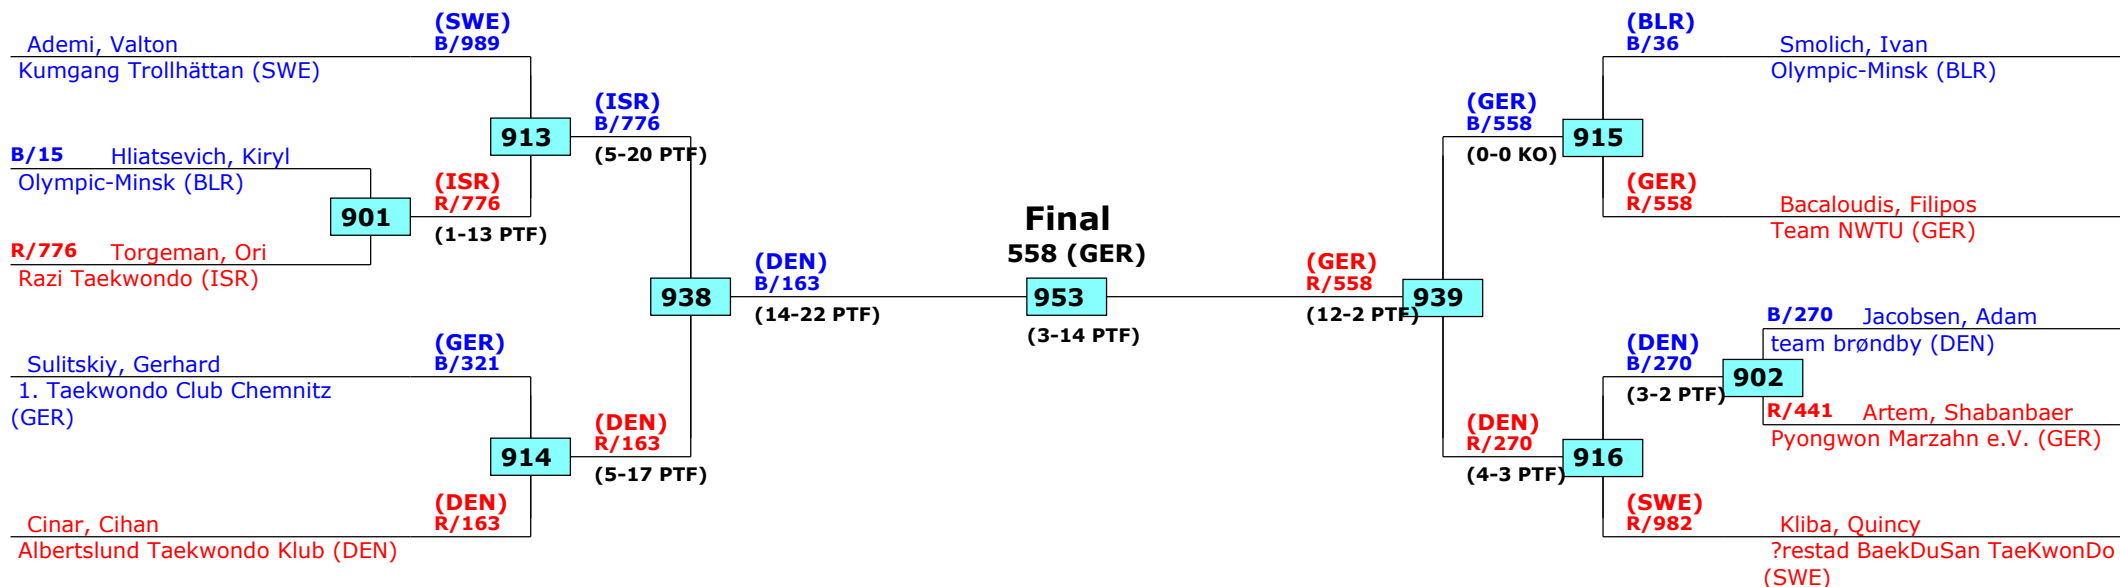 (SWE)
B/989
Ademi, Valton
Kumgang Trollhättan (SWE)
913
(ISR)
B/776
(5-20 PTF)
B/15 Hliatsevich, Kiryl
Olympic-Minsk (BLR)
901
(ISR)
R/776
(1-13 PTF)
R/776 Torgeman, Ori
Razi Taekwondo (ISR)
938
(DEN)
B/163
(14-22 PTF)
(GER)
B/321
Sulitskiy, Gerhard
1. Taekwondo Club Chemnitz
(GER)
914
(DEN)
R/163
(5-17 PTF)
(DEN)
R/163
Cinar, Cihan
Albertslund Taekwondo Klub (DEN)
Final
558 (GER)
953
(3-14 PTF)
(GER)
R/558
(12-2 PTF)
939
(GER)
B/558
(0-0 KO)
915
(BLR)
B/36
Smolich, Ivan
Olympic-Minsk (BLR)
(GER)
R/558
Bacaloudis, Filipos
Team NWTU (GER)
B/270 Jacobsen, Adam
team brøndby (DEN)
(DEN)
B/270
(3-2 PTF)
902
R/441 Artem, Shabanbaer
Pyongwon Marzahn e.V. (GER)
(DEN)
R/270
(4-3 PTF)
916
(SWE)
R/982
Kliba, Quincy
?restad BaekDuSan TaeKwonDo
(SWE)